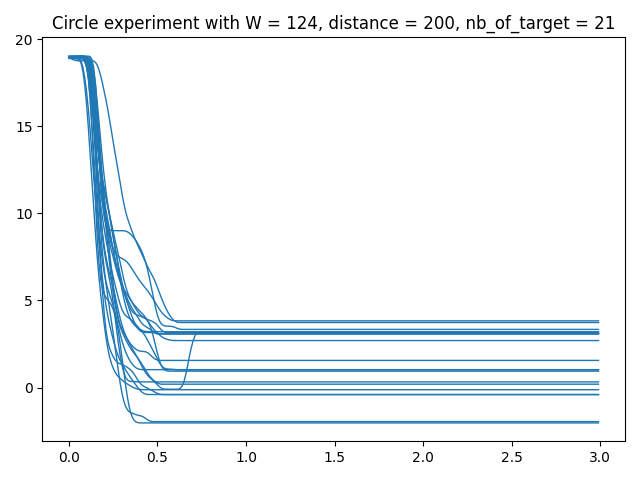 Circle experiment with W = 124, distance = 200, nb_of_target = 21
20
15
10
5
0
0.0 0.5 1.0 1.5 2.0 2.5 3.0